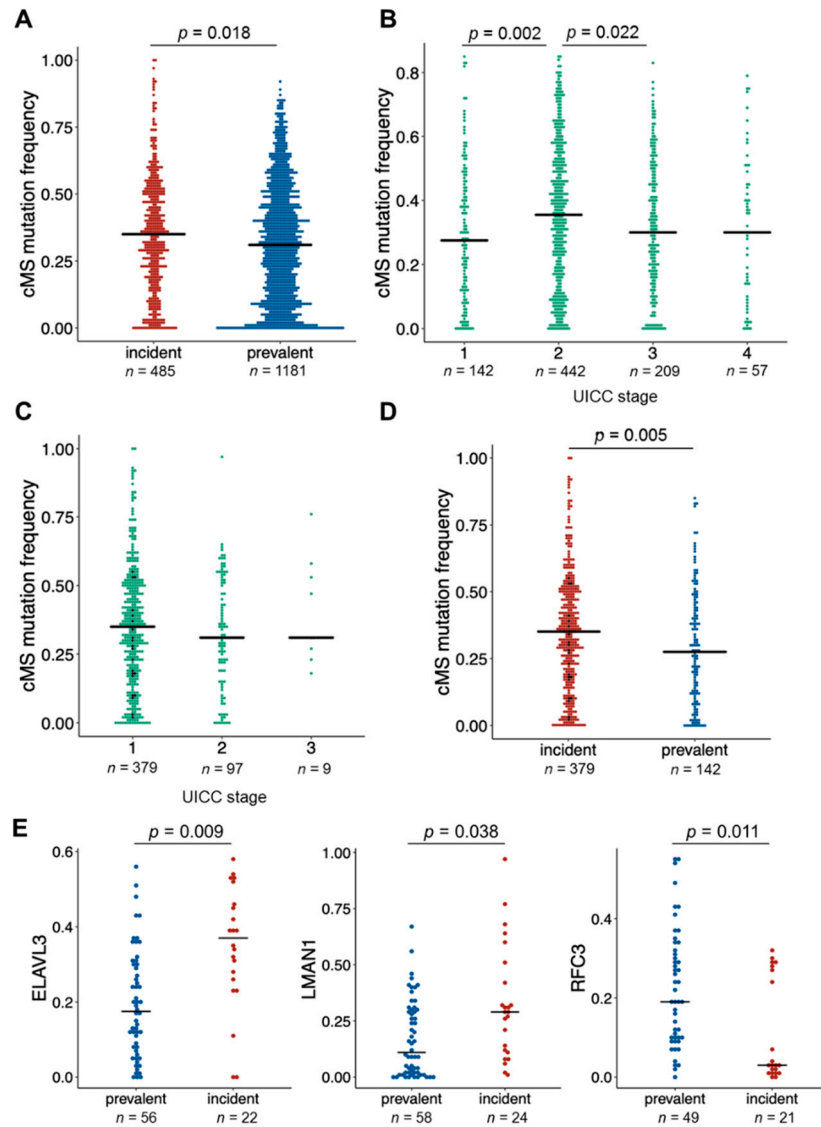 A
p = 0.018
cMS mutation frequency
1.00
0.75
0.50
0.25
0.00
incident
prevalent
n = 485
n = 1181
B
p = 0.002
p = 0.022
cMS mutation frequency
0.8
0.6
0.4
0.2
0.0
1
2
3
4
n = 142
n = 442
n = 209
n = 57
UICC stage
C
cMS mutation frequency
1.00
0.75
0.50
0.25
0.00
1
2
3
n = 379
n = 97
n = 9
UICC stage
D
p = 0.005
cMS mutation frequency
1.00
0.75
0.50
0.25
0.00
incident
prevalent
n = 379
n = 142
E
p = 0.009
ELAVL3
0.6
0.4
0.2
0.0
prevalent
incident
n = 56
n = 22
p = 0.038
LMAN1
1.00
0.75
0.50
0.25
0.00
prevalent
incident
n = 58
n = 24
p = 0.011
RFC3
0.4
0.2
0.0
prevalent
incident
n = 49
n = 21